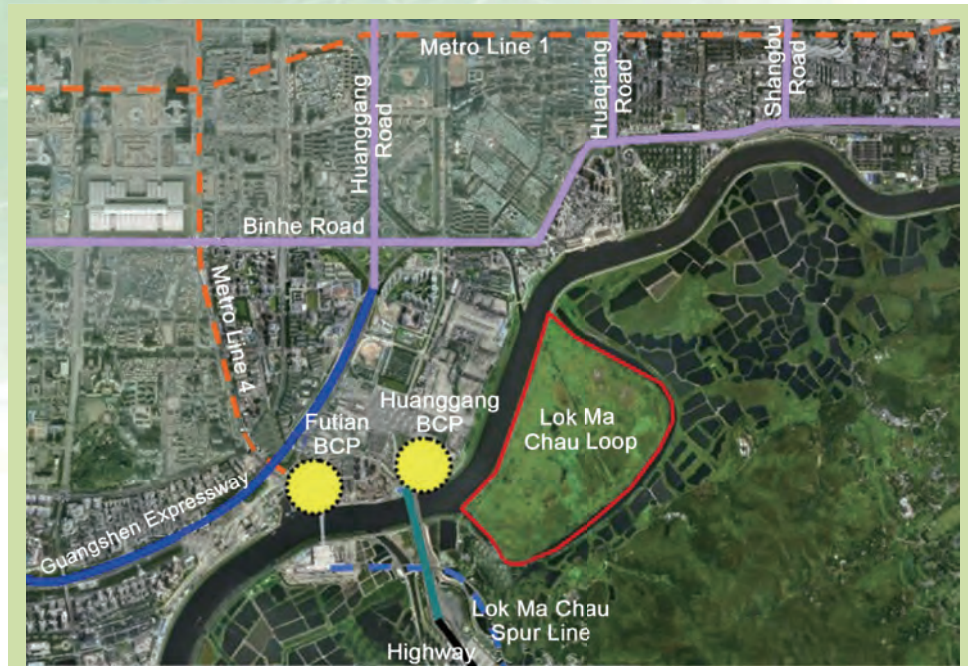 Metro Line 1
Huanggang
Road
Huaqiang
Road
Shangbu
Road
Binhe Road
Metro Line 4
Futian
BCP
Huanggang
BCP
Lok Ma
Chau Loop
Guangshen Expressway
Lok Ma Chau
Spur Line
Highway